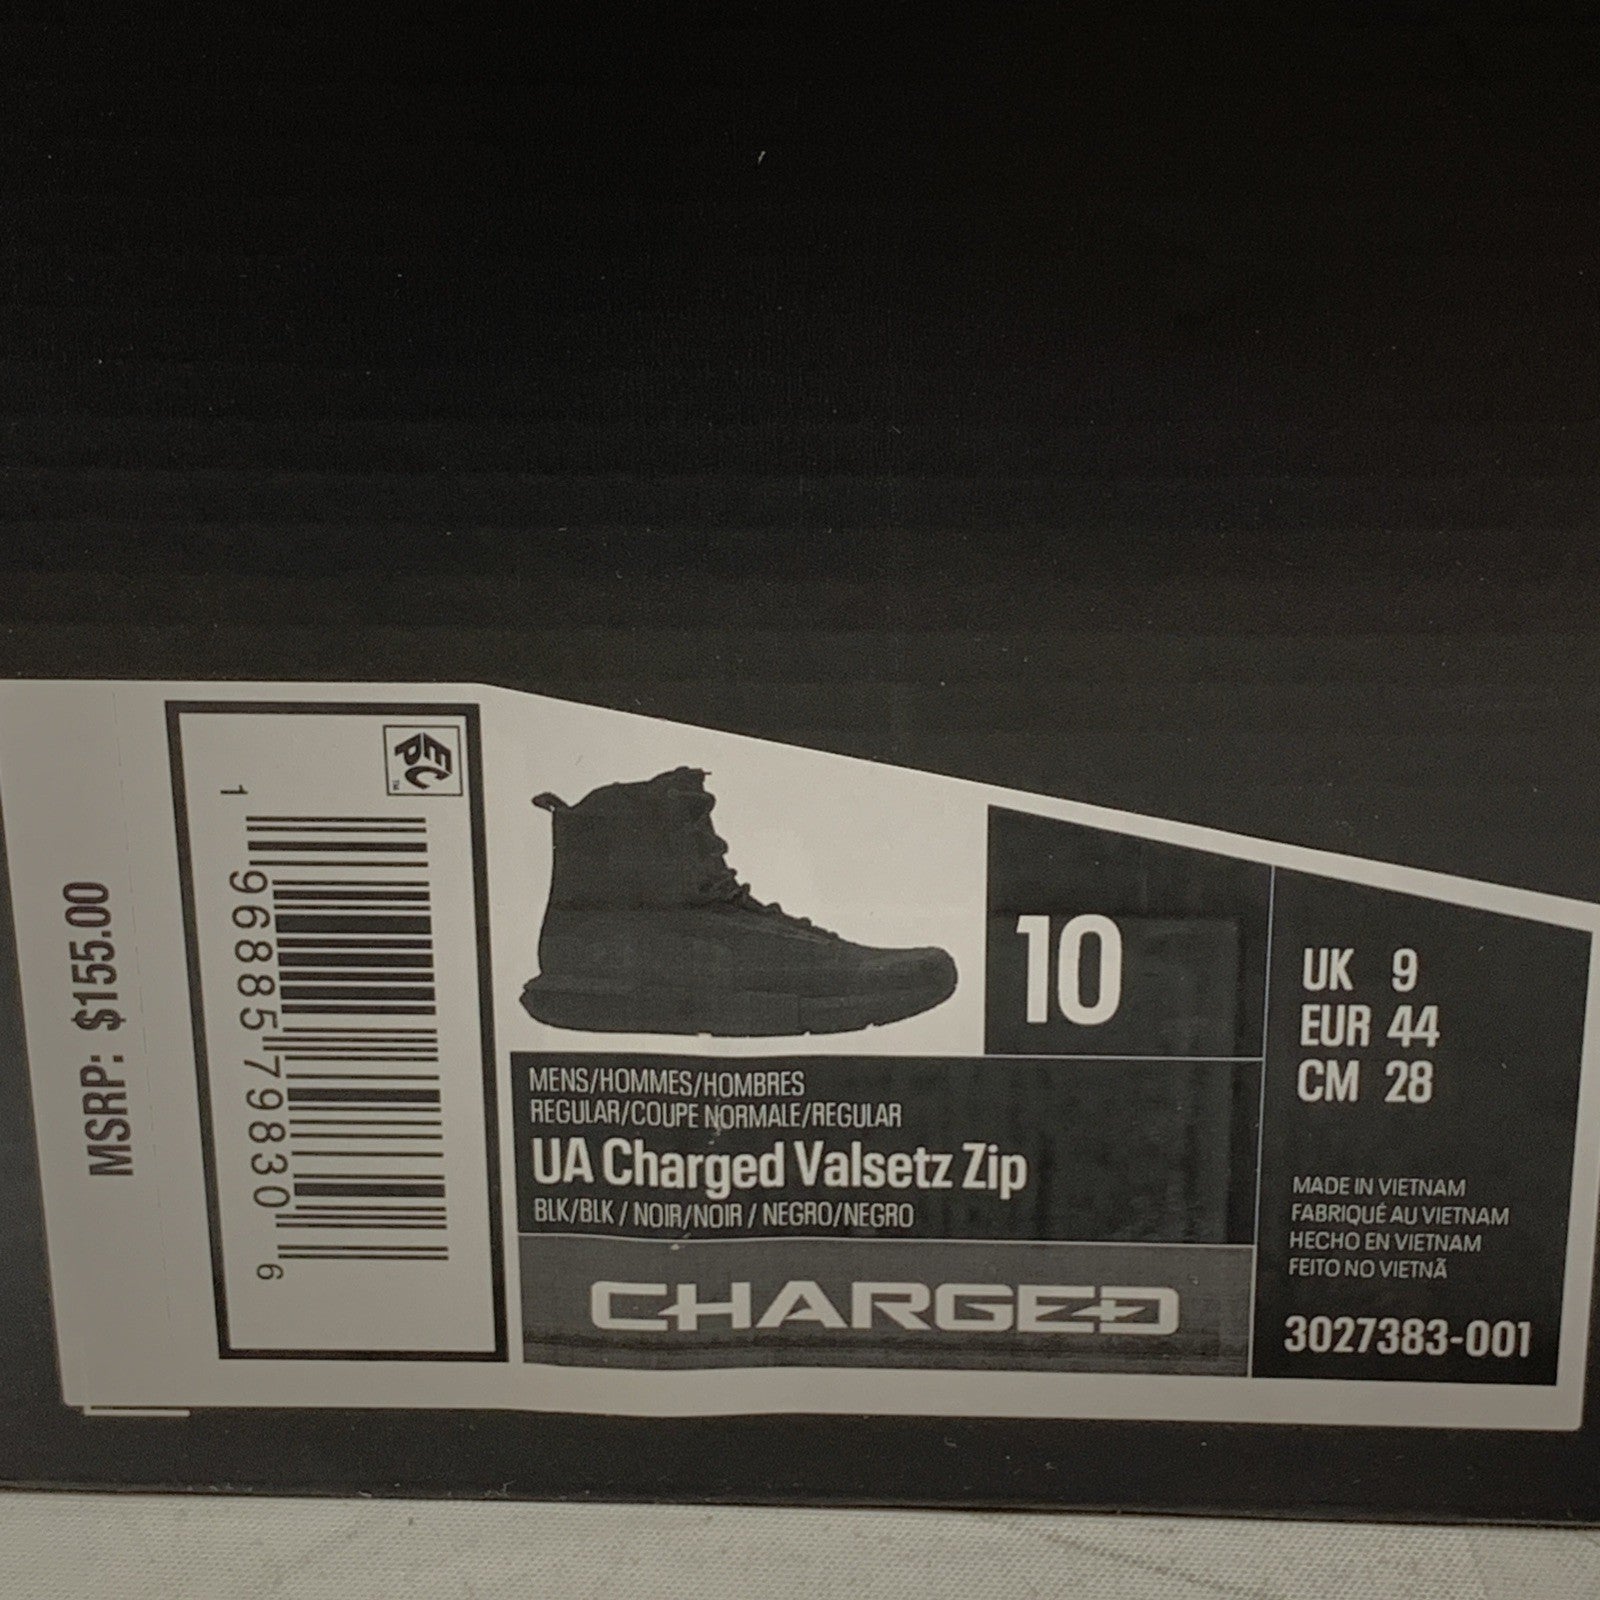 MSRP: $155.00
EPC™
1 96885 79830 6
10
UK 9
EUR 44
CM 28
MENS/HOMMES/HOMBRES
REGULAR/COUPE NORMALE/REGULAR
UA Charged Valsetz Zip
BLK/BLK / NOIR/NOIR / NEGRO/NEGRO
CHARGED
MADE IN VIETNAM
FABRIQUÉ AU VIETNAM
HECHO EN VIETNAM
FEITO NO VIETNÃ
3027383-001